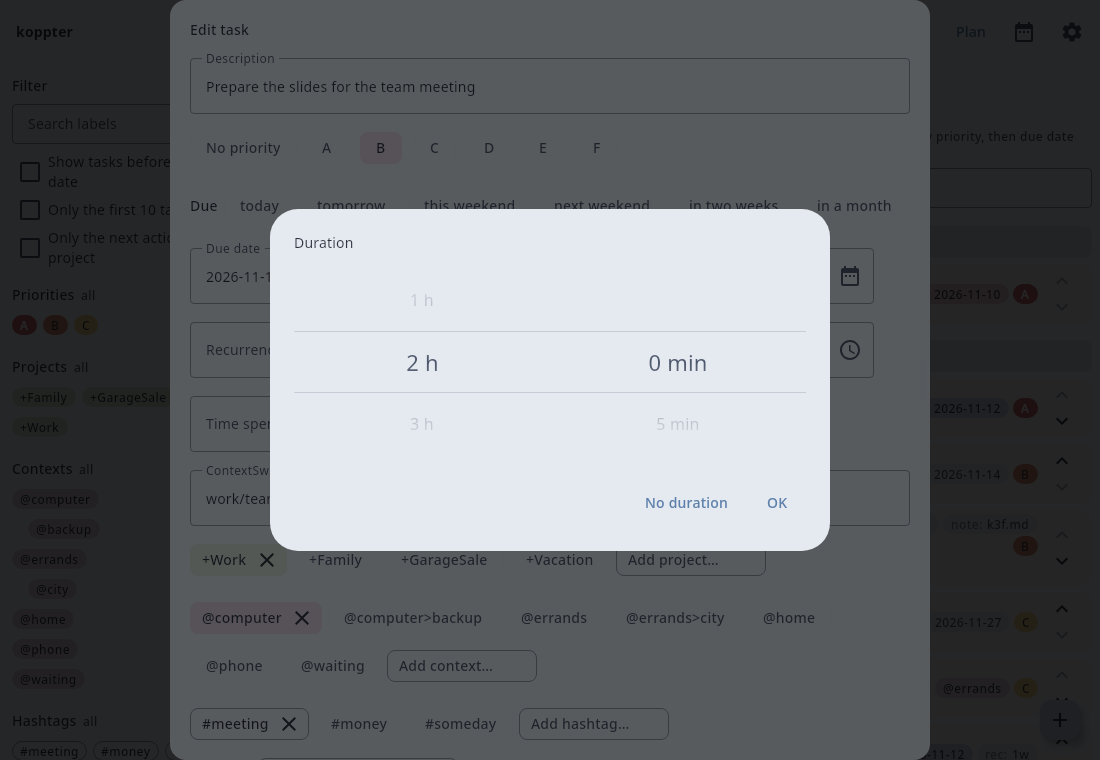 koppter
Plan
Filter
Search labels
Show tasks before
date
Only the first 10 ta
Only the next actio
project
Priorities all
A B C
Projects all
+Family +GarageSale
+Work
Contexts all
@computer
@backup
@errands
@city
@home
@phone
@waiting
Hashtags all
#meeting #money
Edit task
Description
Prepare the slides for the team meeting
No priority A B C D E F
Due today tomorrow this weekend next weekend in two weeks in a month
Due date
2026-11-1
Recurrenc
Time spen
ContextSw
work/tean
Duration
1 h
2 h 0 min
3 h 5 min
No duration OK
+Work +Family +GarageSale +Vacation Add project...
@computer @computer>backup @errands @errands>city @home
@phone @waiting Add context...
#meeting #money #someday Add hashtag...
priority, then due date
2026-11-10 A
2026-11-12 A
2026-11-14 B
note: k3f.md
B
2026-11-27 C
@errands C
-11-12 rec: 1w